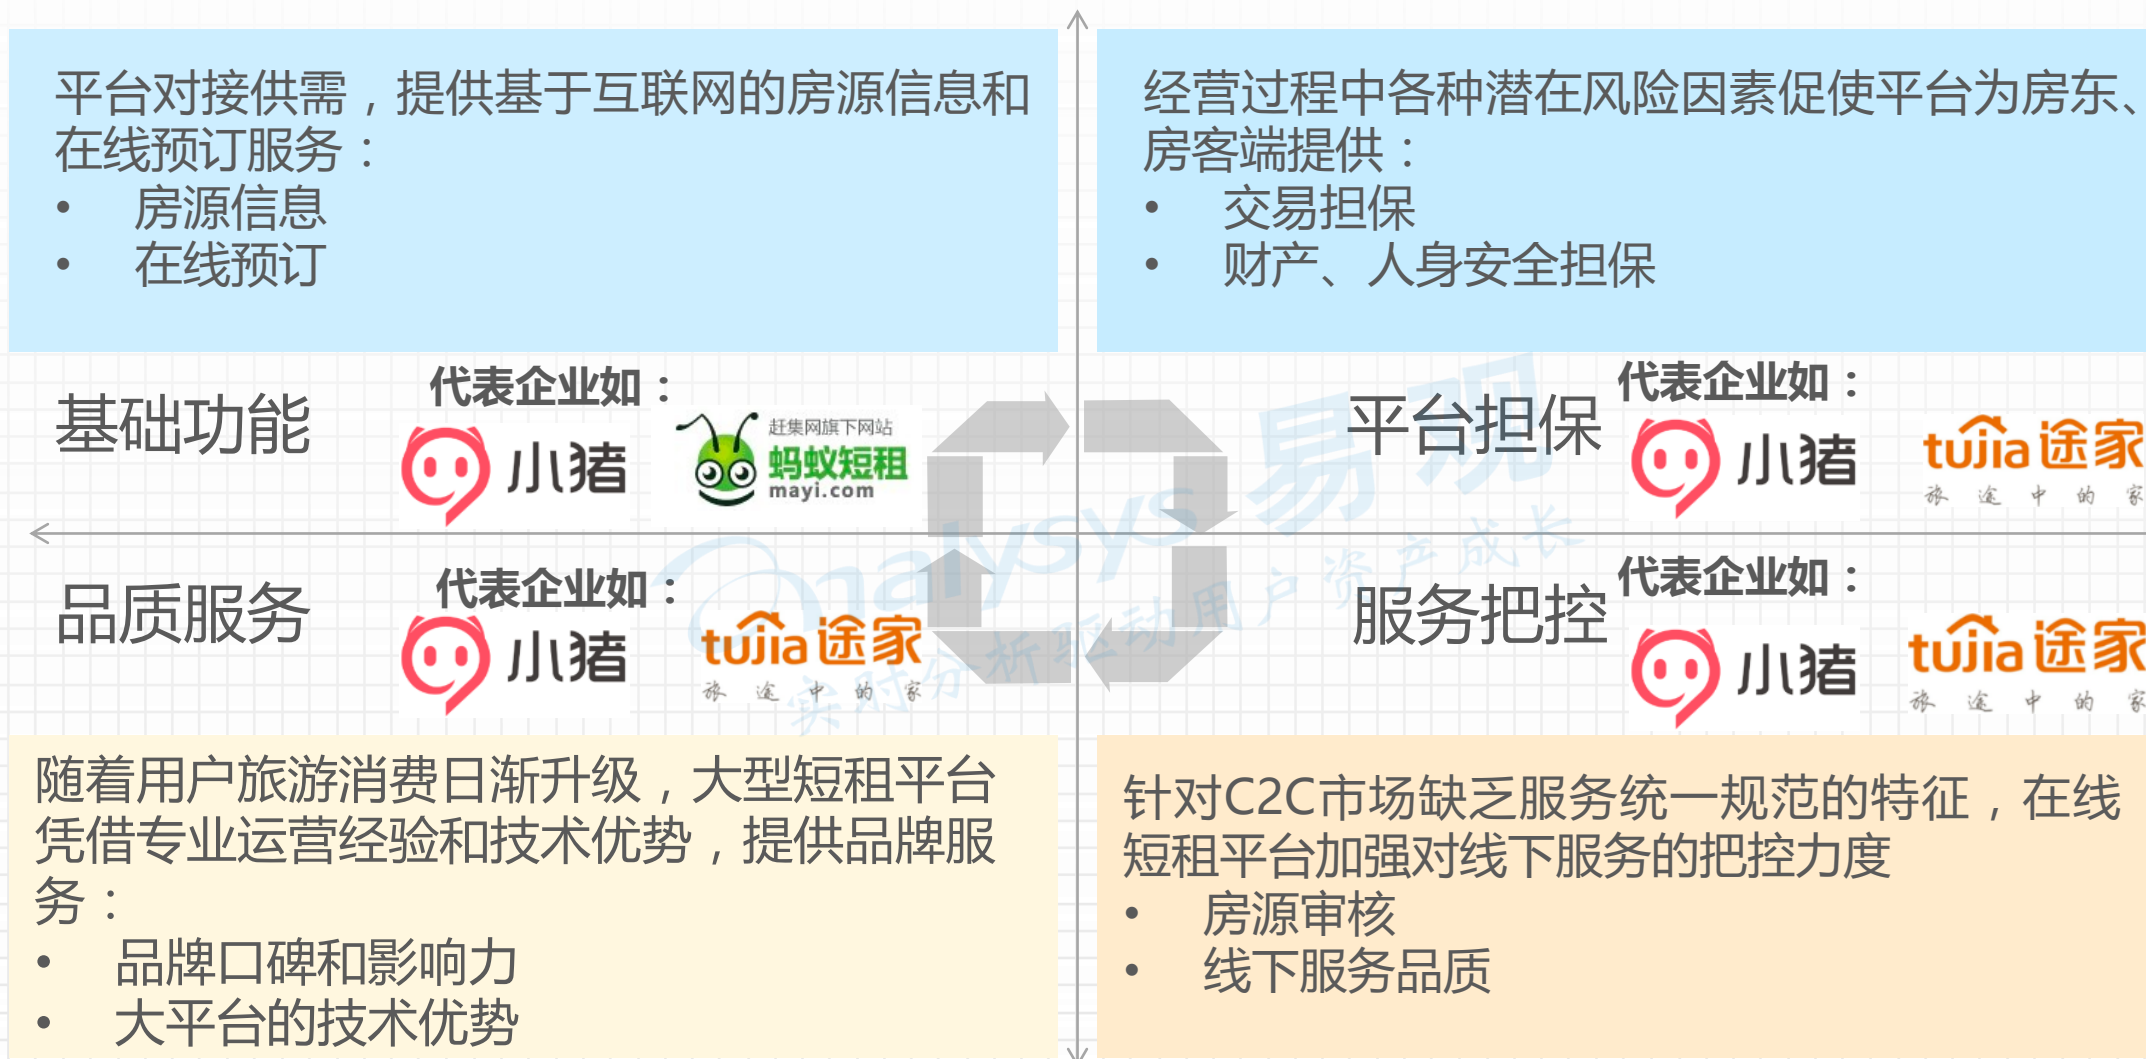 平台对接供需，提供基于互联网的房源信息和
在线预订服务：
• 房源信息
• 在线预订
经营过程中各种潜在风险因素促使平台为房东、
房客端提供：
• 交易担保
• 财产、人身安全担保
基础功能
代表企业如：
小猪
赶集网旗下网站
蚂蚁短租
mayi.com
平台担保
代表企业如：
小猪
tujia途家
旅途中的家
品质服务
代表企业如：
小猪
tujia途家
旅途中的家
服务把控
代表企业如：
小猪
tujia途家
旅途中的家
analysys易观
实时分析驱动用户资产成长
随着用户旅游消费日渐升级，大型短租平台
凭借专业运营经验和技术优势，提供品牌服
务：
• 品牌口碑和影响力
• 大平台的技术优势
针对C2C市场缺乏服务统一规范的特征，在线
短租平台加强对线下服务的把控力度
• 房源审核
• 线下服务品质